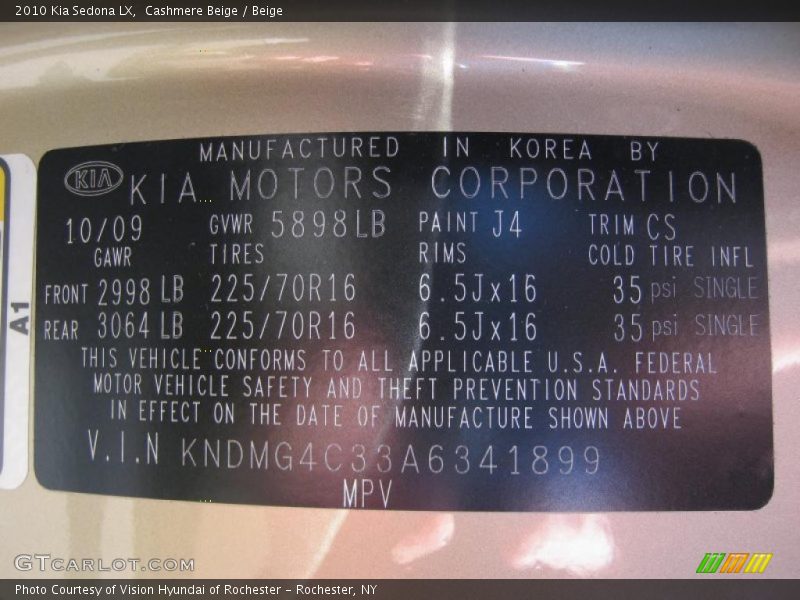 2010 Kia Sedona LX,  Cashmere Beige / Beige
MANUFACTURED IN KOREA BY
KIA KIA MOTORS CORPORATION
10/09 GVWR 5898LB PAINT J4 TRIM CS
GAWR TIRES RIMS COLD TIRE INFL
FRONT 2998 LB 225/70R16 6.5Jx16 35 psi SINGLE
REAR 3064 LB 225/70R16 6.5Jx16 35 psi SINGLE
THIS VEHICLE CONFORMS TO ALL APPLICABLE U.S.A. FEDERAL
MOTOR VEHICLE SAFETY AND THEFT PREVENTION STANDARDS
IN EFFECT ON THE DATE OF MANUFACTURE SHOWN ABOVE
V.I.N KNDMG4C33A6341899
MPV
A1
GTCARLOT.COM
Photo Courtesy of Vision Hyundai of Rochester – Rochester, NY